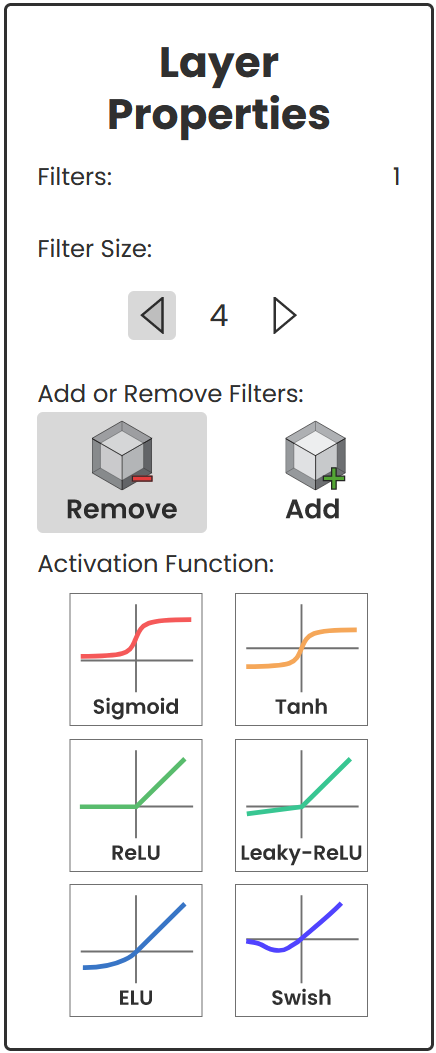 Layer
Properties
Filters: 1
Filter Size:
4
Add or Remove Filters:
Remove Add
Activation Function:
Sigmoid Tanh
ReLU Leaky-ReLU
ELU Swish